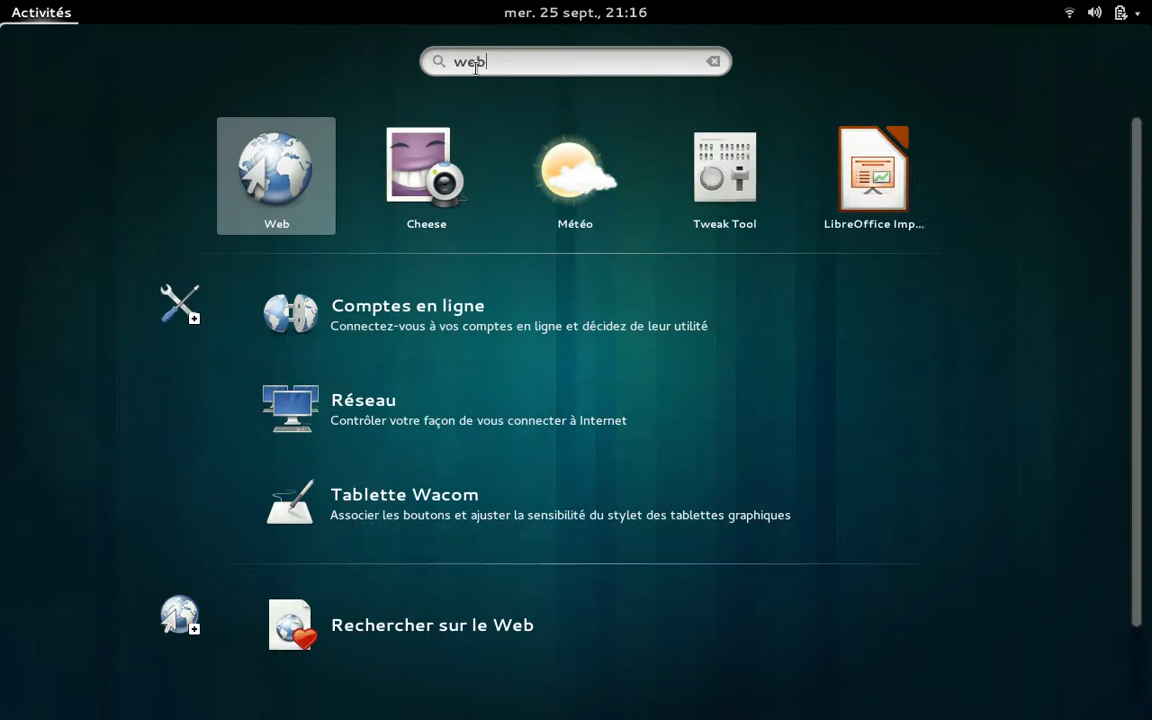 Activités
mer. 25 sept., 21:16
web
Web
Cheese
Météo
Tweak Tool
LibreOffice Imp...
Comptes en ligne
Connectez-vous à vos comptes en ligne et décidez de leur utilité
Réseau
Contrôler votre façon de vous connecter à Internet
Tablette Wacom
Associer les boutons et ajuster la sensibilité du stylet des tablettes graphiques
Rechercher sur le Web